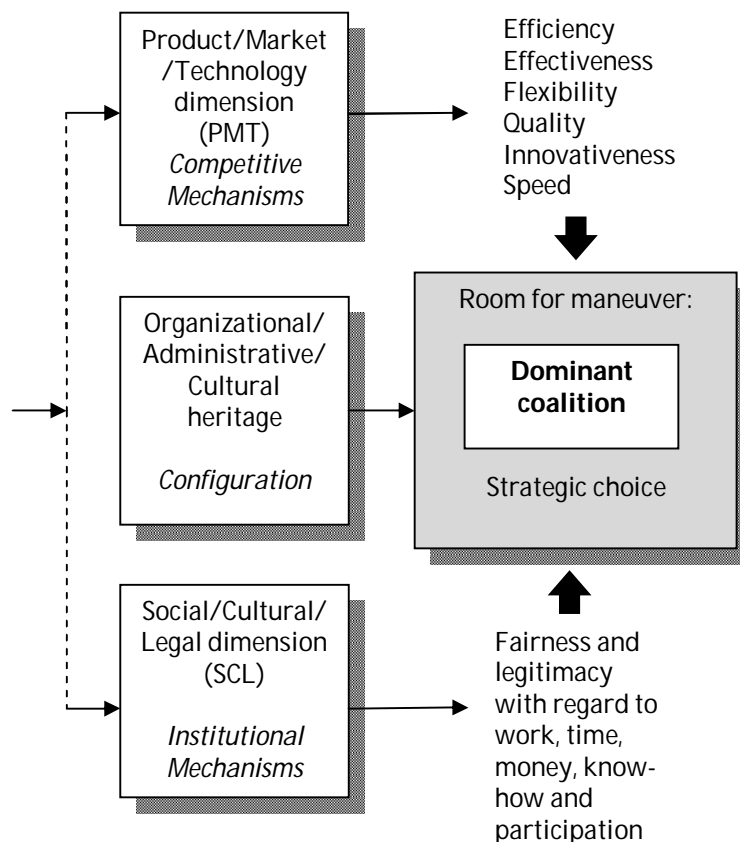 Product/Market
/Technology
dimension
(PMT)
Competitive
Mechanisms
Efficiency
Effectiveness
Flexibility
Quality
Innovativeness
Speed
Organizational/
Administrative/
Cultural
heritage
Configuration
Room for maneuver:
Dominant
coalition
Strategic choice
Social/Cultural/
Legal dimension
(SCL)
Institutional
Mechanisms
Fairness and
legitimacy
with regard to
work, time,
money, know-
how and
participation